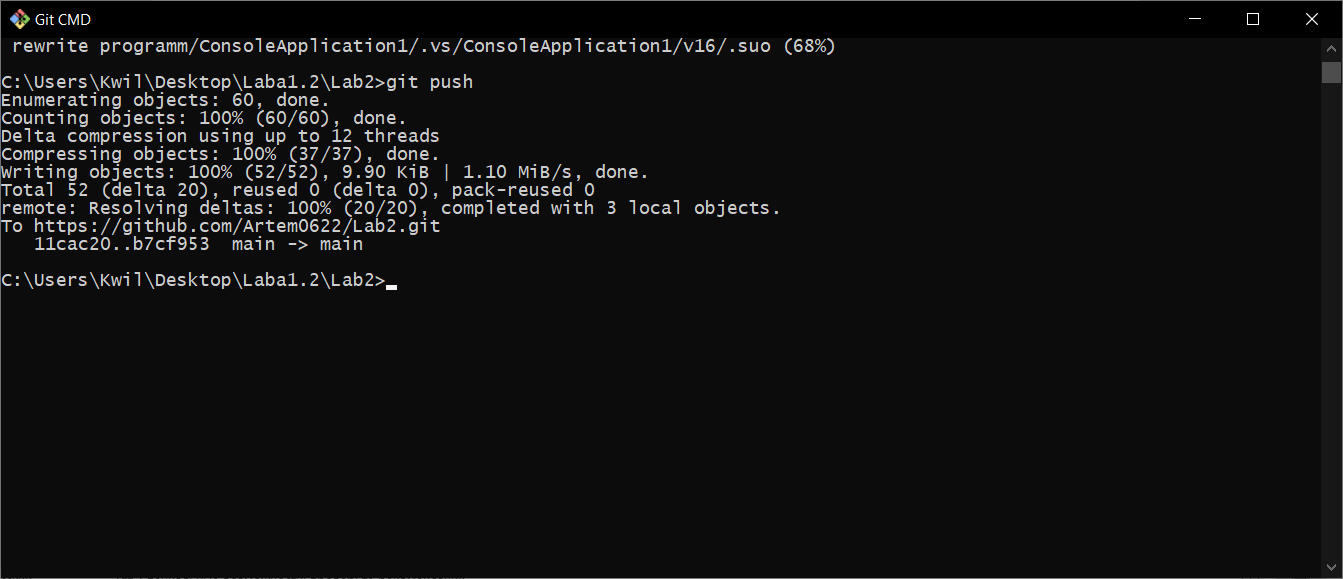 Git CMD
rewrite programm/ConsoleApplication1/.vs/ConsoleApplication1/v16/.suo (68%)
C:\Users\Kwil\Desktop\Laba1.2\Lab2>git push
Enumerating objects: 60, done.
Counting objects: 100% (60/60), done.
Delta compression using up to 12 threads
Compressing objects: 100% (37/37), done.
Writing objects: 100% (52/52), 9.90 KiB | 1.10 MiB/s, done.
Total 52 (delta 20), reused 0 (delta 0), pack-reused 0
remote: Resolving deltas: 100% (20/20), completed with 3 local objects.
To https://github.com/Artem0622/Lab2.git
   11cac20..b7cf953  main -> main
C:\Users\Kwil\Desktop\Laba1.2\Lab2>